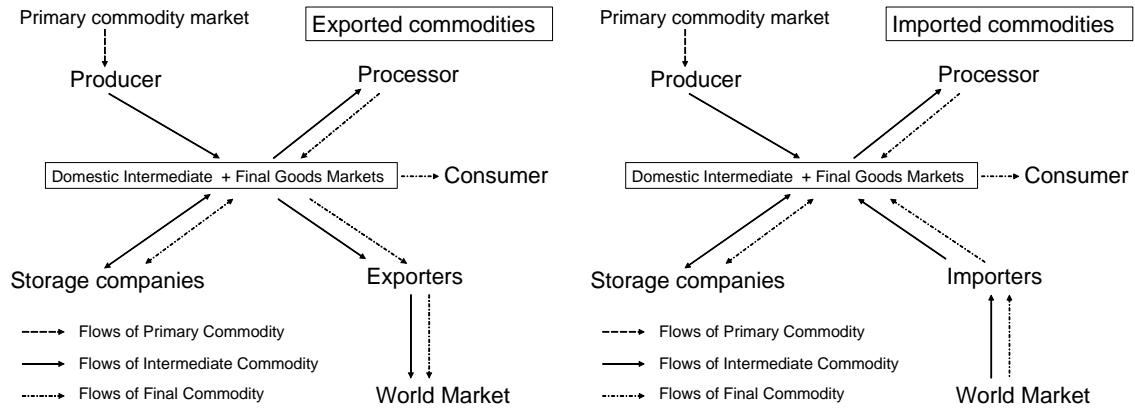 Primary commodity market
Exported commodities
Producer
Processor
Domestic Intermediate + Final Goods Markets
Consumer
Storage companies
Exporters
Flows of Primary Commodity
Flows of Intermediate Commodity
Flows of Final Commodity
World Market
Primary commodity market
Imported commodities
Producer
Processor
Domestic Intermediate + Final Goods Markets
Consumer
Storage companies
Importers
Flows of Primary Commodity
Flows of Intermediate Commodity
Flows of Final Commodity
World Market